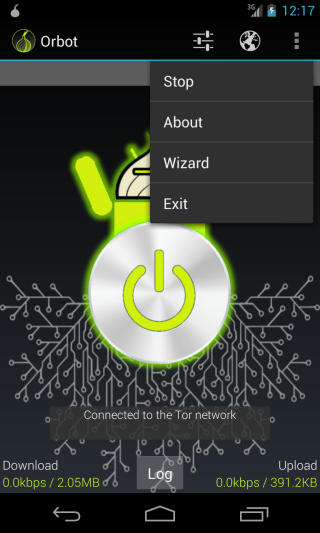 3G 12:17
Orbot
Stop
About
Wizard
Exit
Connected to the Tor network
Download Upload
0.0kbps / 2.05MB Log 0.0kbps / 391.2KB